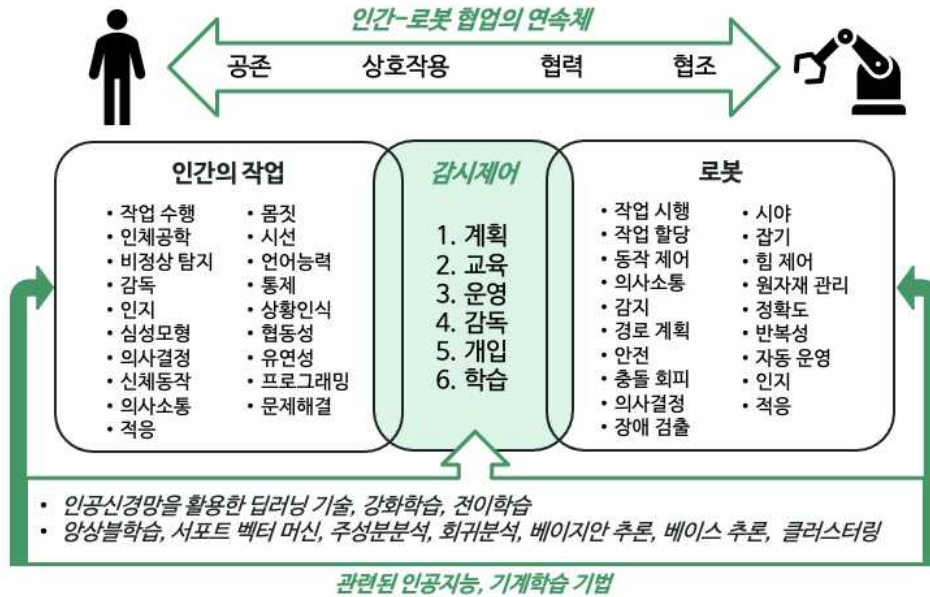 인간-로봇 협업의 연속체
공존 상호작용 협력 협조
인간의 작업
• 작업 수행
• 인체공학
• 비정상 탐지
• 감독
• 인지
• 심성모형
• 의사결정
• 신체동작
• 의사소통
• 적응
• 몸짓
• 시선
• 언어능력
• 통제
• 상황인식
• 협동성
• 유연성
• 프로그래밍
• 문제해결
감시제어
1. 계획
2. 교육
3. 운영
4. 감독
5. 개입
6. 학습
로봇
• 작업 시행
• 작업 할당
• 동작 제어
• 의사소통
• 감지
• 경로 계획
• 안전
• 충돌 회피
• 의사결정
• 장애 검출
• 시야
• 잡기
• 힘 제어
• 원자재 관리
• 정확도
• 반복성
• 자동 운영
• 인지
• 적응
• 인공신경망을 활용한 딥러닝 기술, 강화학습, 전이학습
• 앙상블학습, 서포트 벡터 머신, 주성분분석, 회귀분석, 베이지안 추론, 베이스 추론, 클러스터링
관련된 인공지능, 기계학습 기법